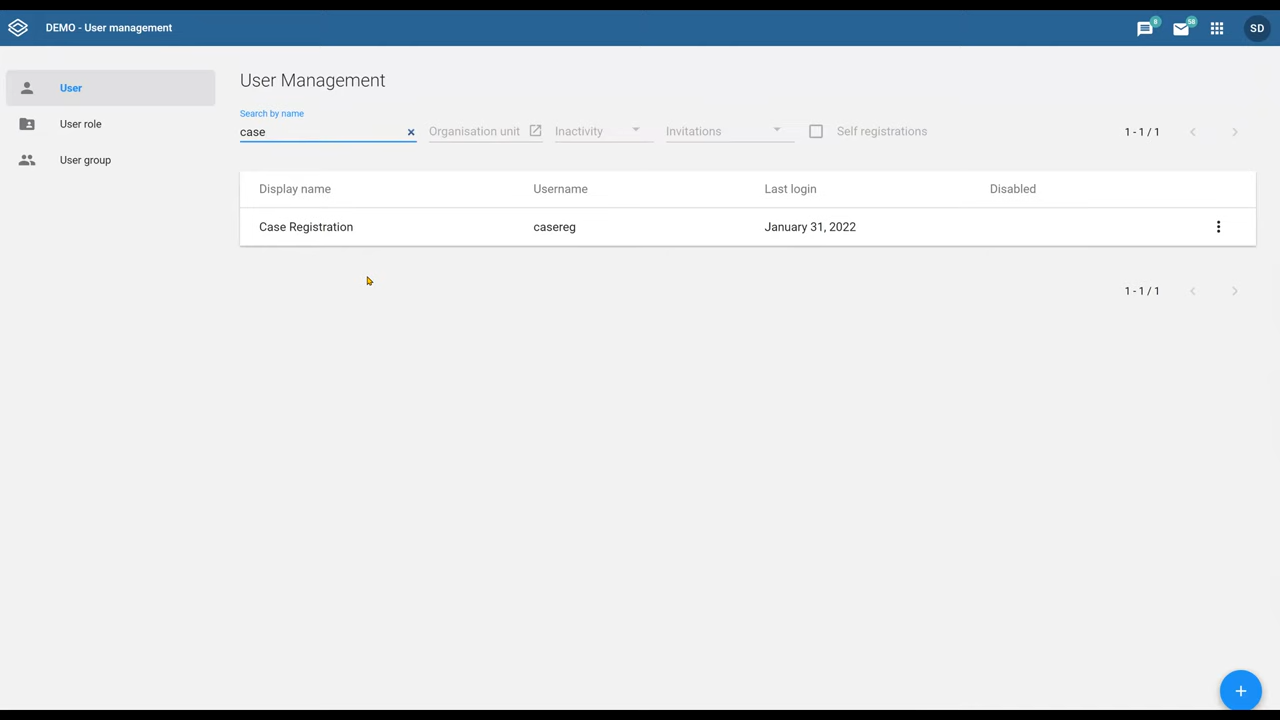 DEMO - User management
8
58
SD
User
User role
User group
User Management
Search by name
case
Organisation unit
Inactivity
Invitations
Self registrations
1 - 1 / 1
Display name Username Last login Disabled
Case Registration casereg January 31, 2022
1 - 1 / 1